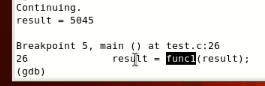 Continuing.
result = 5045

Breakpoint 5, main () at test.c:26
26              result = func1(result);
(gdb)